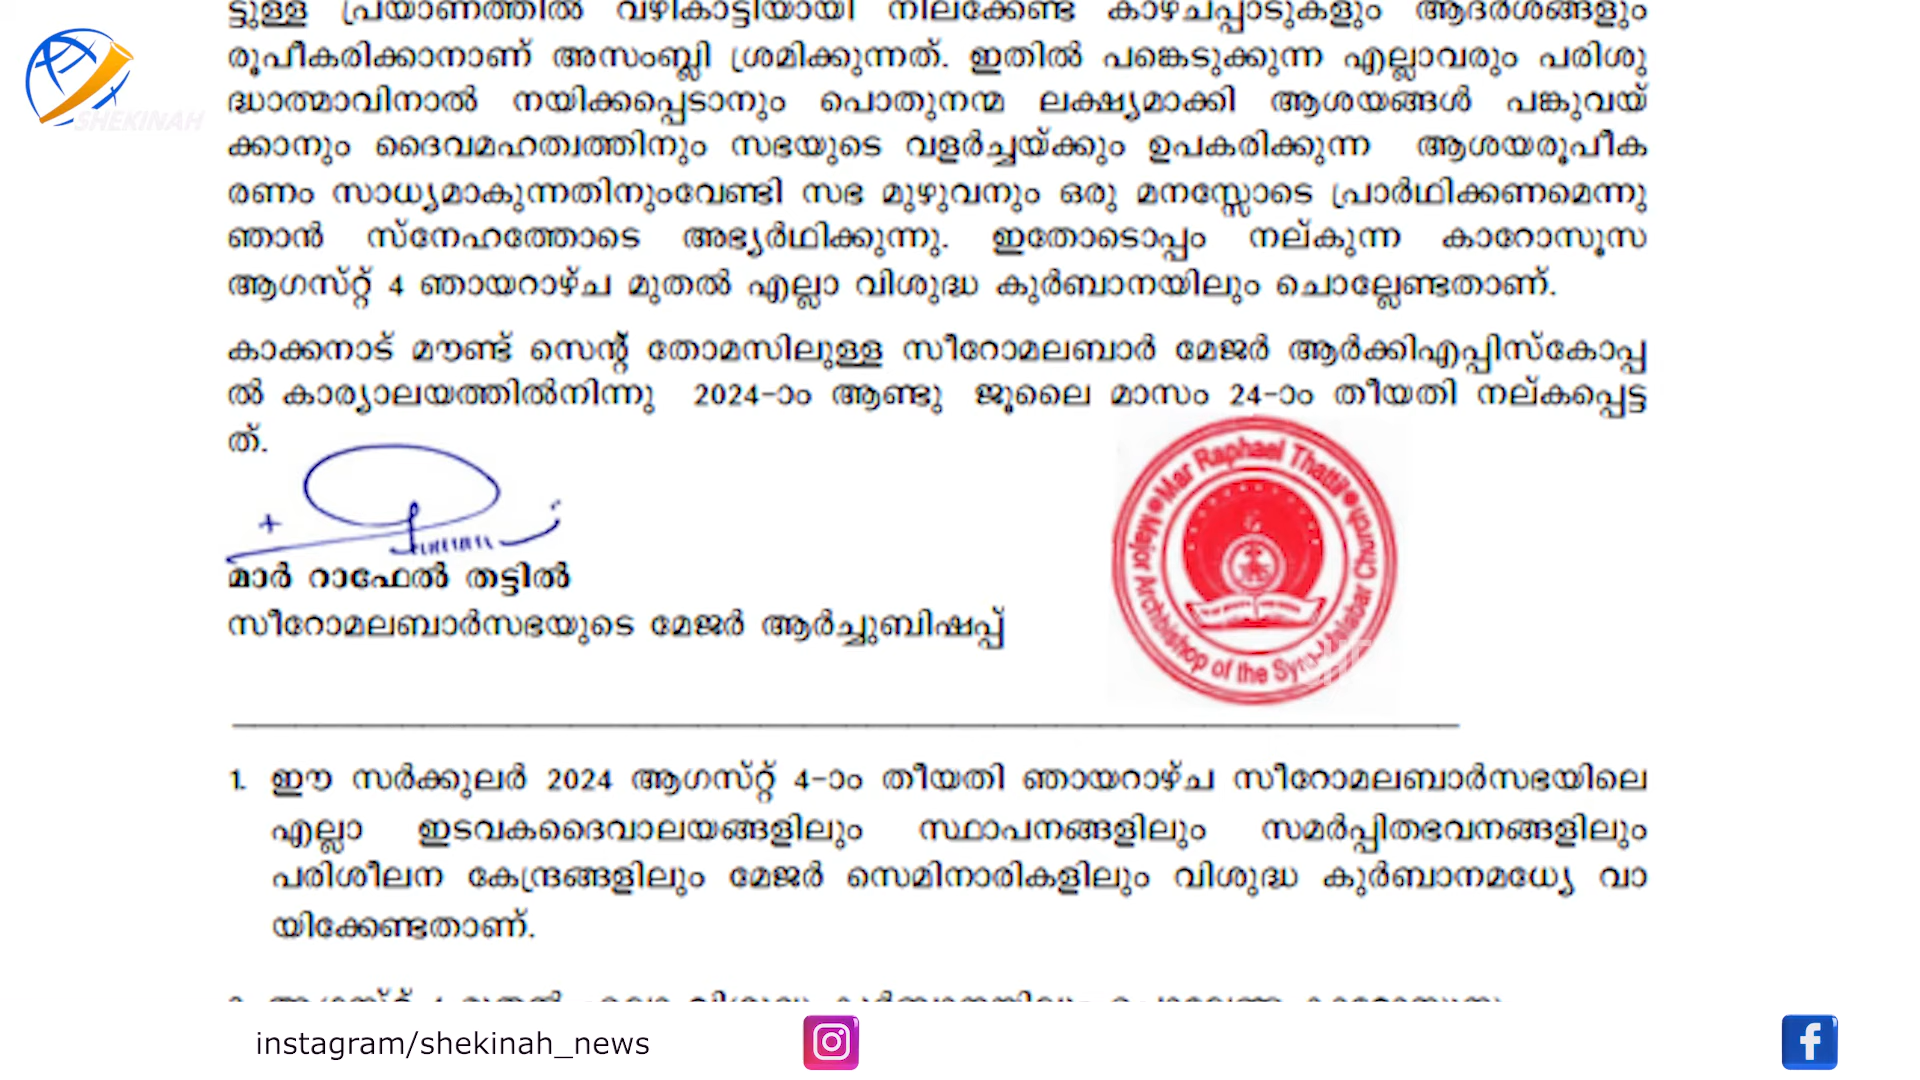 ട്ടുള്ള പ്രയാണത്തിൽ വഴികാട്ടിയായി നിലക്കേണ്ട കാഴ്ചപ്പാടുകളും ആദർശങ്ങളും
രൂപീകരിക്കാനാണ് അസംബ്ലി ശ്രമിക്കുന്നത്. ഇതിൽ പങ്കെടുക്കുന്ന എല്ലാവരും പരിശു
ദ്ധാത്മാവിനാൽ നയിക്കപ്പെടാനും പൊതുനന്മ ലക്ഷ്യമാക്കി ആശയങ്ങൾ പങ്കുവയ്
ക്കാനും ദൈവമഹത്വത്തിനും സഭയുടെ വളർച്ചയ്ക്കും ഉപകരിക്കുന്ന ആശയരൂപീക
രണം സാധ്യമാകുന്നതിനുംവേണ്ടി സഭ മുഴുവനും ഒരു മനസ്സോടെ പ്രാർഥിക്കണമെന്നു
ഞാൻ സ്നേഹത്തോടെ അഭ്യർഥിക്കുന്നു. ഇതോടൊപ്പം നല്കുന്ന കാറോസൂസ
ആഗസ്റ്റ് 4 ഞായറാഴ്ച മുതൽ എല്ലാ വിശുദ്ധ കുർബാനയിലും ചൊല്ലേണ്ടതാണ്.
കാക്കനാട് മൗണ്ട് സെന്റ് തോമസിലുള്ള സീറോമലബാർ മേജർ ആർക്കിഎപ്പിസ്കോപ്പ
ൽ കാര്യാലയത്തിൽനിന്നു 2024-ാം ആണ്ടു ജൂലൈ മാസം 24-ാം തീയതി നല്കപ്പെട്ട
ത്.
മാർ റാഫേൽ തട്ടിൽ
സീറോമലബാർസഭയുടെ മേജർ ആർച്ചുബിഷപ്പ്
Mar Raphael Thattil
Major Archbishop of the Syro-Malabar Church
1. ഈ സർക്കുലർ 2024 ആഗസ്റ്റ് 4-ാം തീയതി ഞായറാഴ്ച സീറോമലബാർസഭയിലെ
എല്ലാ ഇടവകദൈവാലയങ്ങളിലും സ്ഥാപനങ്ങളിലും സമർപ്പിതഭവനങ്ങളിലും
പരിശീലന കേന്ദ്രങ്ങളിലും മേജർ സെമിനാരികളിലും വിശുദ്ധ കുർബാനമധ്യേ വാ
യിക്കേണ്ടതാണ്.
SHEKINAH
instagram/shekinah_news